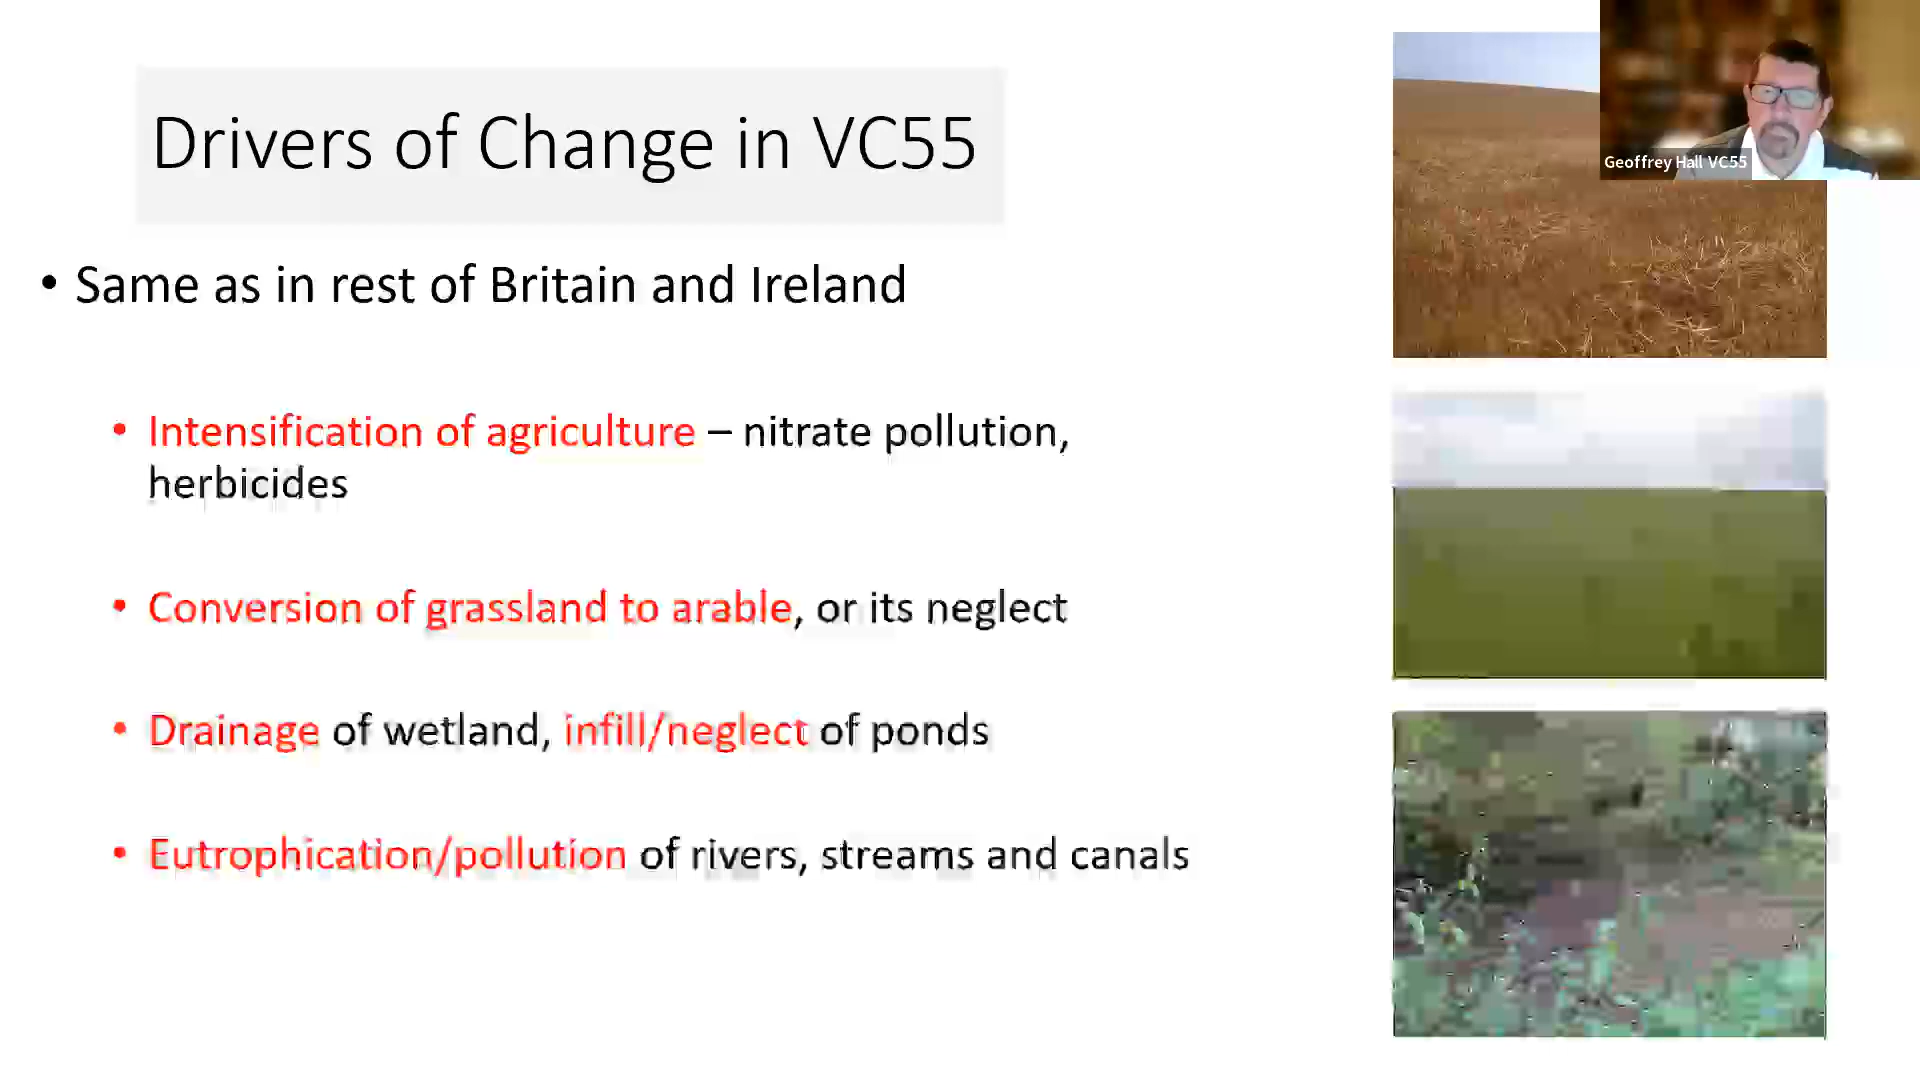 Drivers of Change in VC55
Geoffrey Hall VC55
• Same as in rest of Britain and Ireland
• Intensification of agriculture – nitrate pollution,
herbicides
• Conversion of grassland to arable, or its neglect
• Drainage of wetland, infill/neglect of ponds
• Eutrophication/pollution of rivers, streams and canals